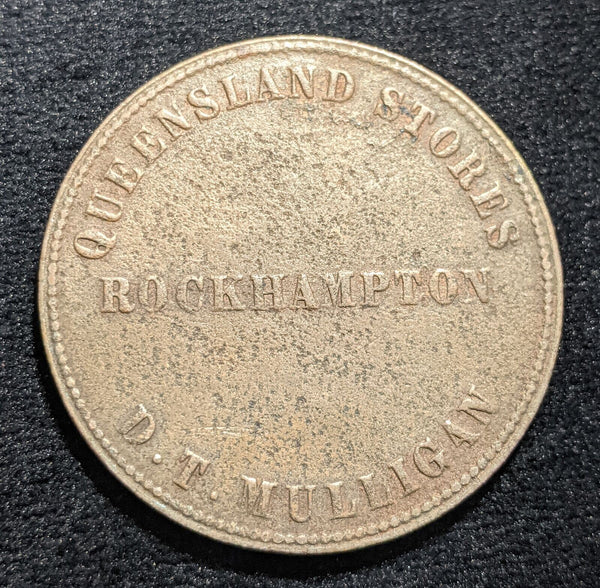 QUEENSLAND STORES
ROCKHAMPTON
D. T. MULLIGAN